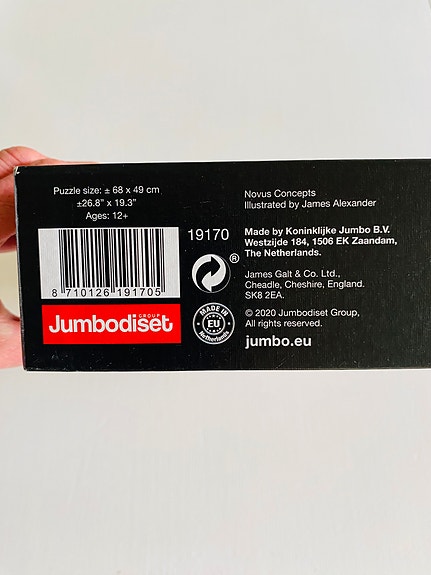 Puzzle size: ± 68 x 49 cm
±26.8" x 19.3"
Ages: 12+
8 710126 191705
GROUP
Jumbodiset
19170
®
MADE IN
EU
Netherlands
Novus Concepts
Illustrated by James Alexander
Made by Koninklijke Jumbo B.V.
Westzijde 184, 1506 EK Zaandam,
The Netherlands.
James Galt & Co. Ltd.,
Cheadle, Cheshire, England.
SK8 2EA.
© 2020 Jumbodiset Group,
All rights reserved.
jumbo.eu